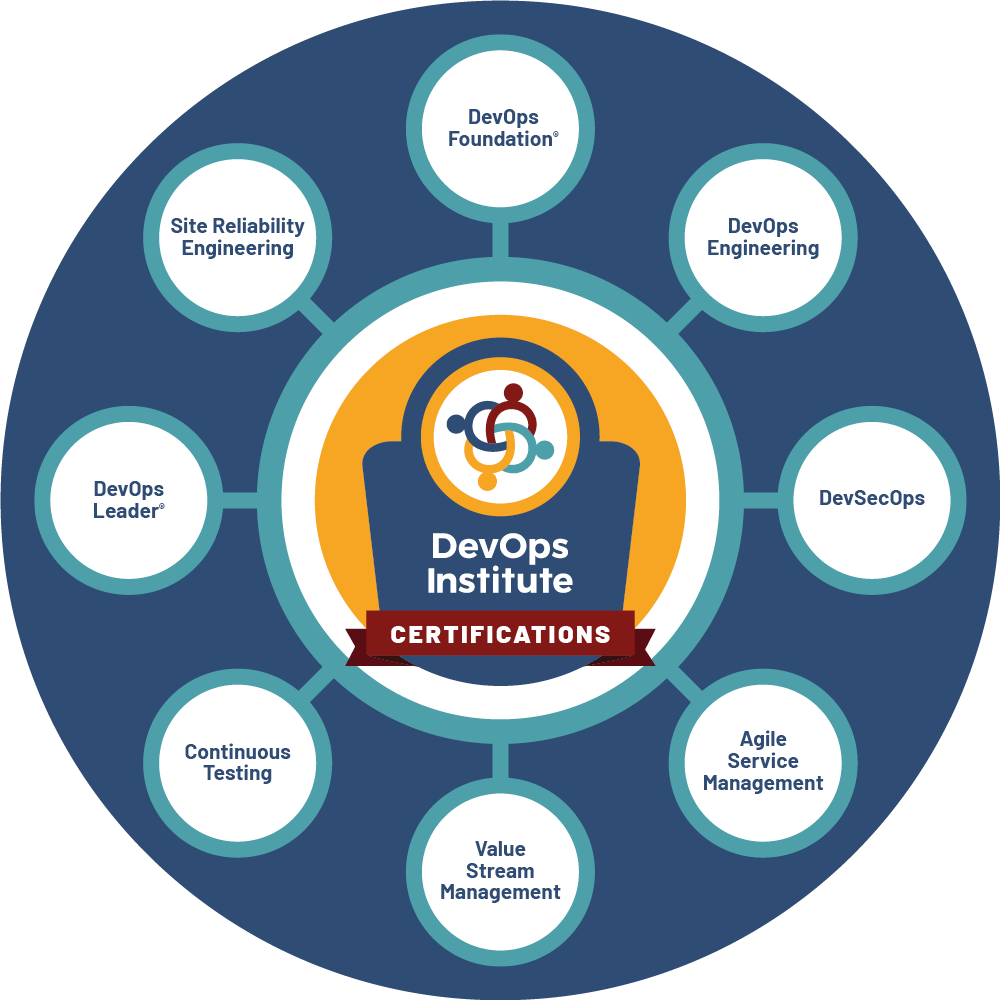 DevOps
Foundation®
DevOps
Engineering
DevSecOps
Agile
Service
Management
Value
Stream
Management
Continuous
Testing
DevOps
Leader®
Site Reliability
Engineering
DevOps
Institute
CERTIFICATIONS